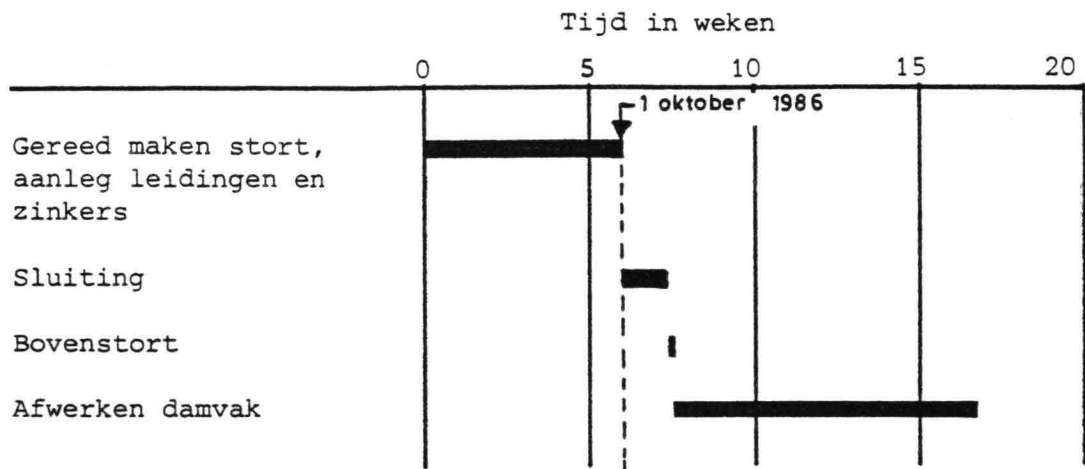 Tijd in weken
0 5 10 15 20
1 oktober 1986
Gereed maken stort,
aanleg leidingen en
zinkers
Sluiting
Bovenstort
Afwerken damvak